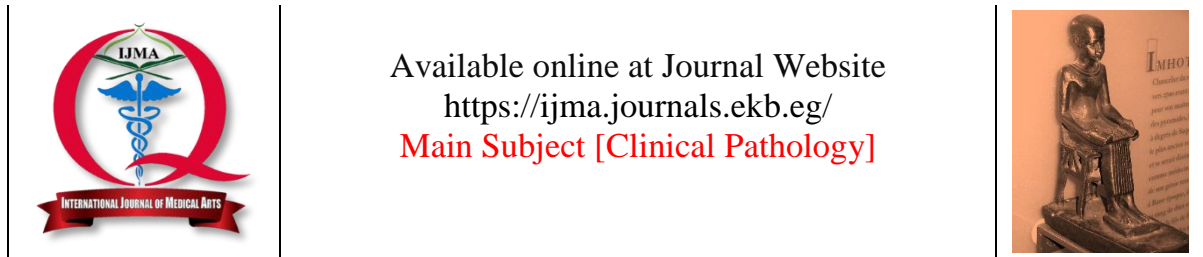 IJMA
INTERNATIONAL JOURNAL OF MEDICAL ARTS
Available online at Journal Website
https://ijma.journals.ekb.eg/
Main Subject [Clinical Pathology]
IMHOT